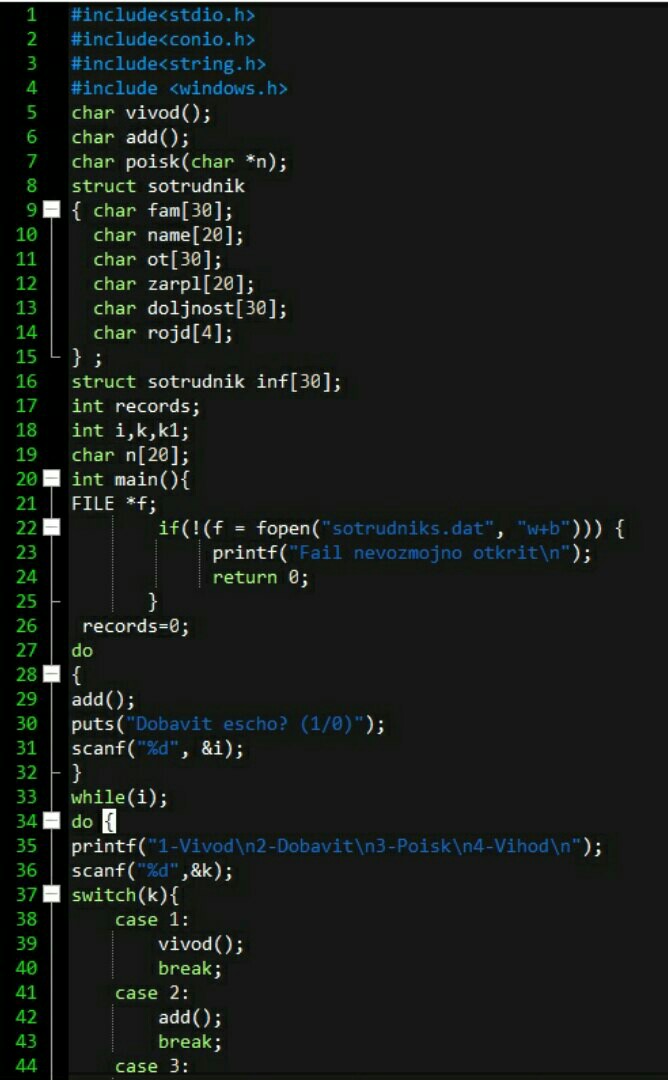 1 #include<stdio.h>
2 #include<conio.h>
3 #include<string.h>
4 #include <windows.h>
5 char vivod();
6 char add();
7 char poisk(char *n);
8 struct sotrudnik
9 { char fam[30];
10 char name[20];
11 char ot[30];
12 char zarpl[20];
13 char doljnost[30];
14 char rojd[4];
15 } ;
16 struct sotrudnik inf[30];
17 int records;
18 int i,k,k1;
19 char n[20];
20 int main(){
21 FILE *f;
22 if(!(f = fopen("sotrudniks.dat", "w+b"))) {
23 printf("Fail nevozmojno otkrit\n");
24 return 0;
25 }
26 records=0;
27 do
28 {
29 add();
30 puts("Dobavit escho? (1/0)");
31 scanf("%d", &i);
32 }
33 while(i);
34 do {
35 printf("1-Vivod\n2-Dobavit\n3-Poisk\n4-Vihod\n");
36 scanf("%d",&k);
37 switch(k){
38 case 1:
39 vivod();
40 break;
41 case 2:
42 add();
43 break;
44 case 3: